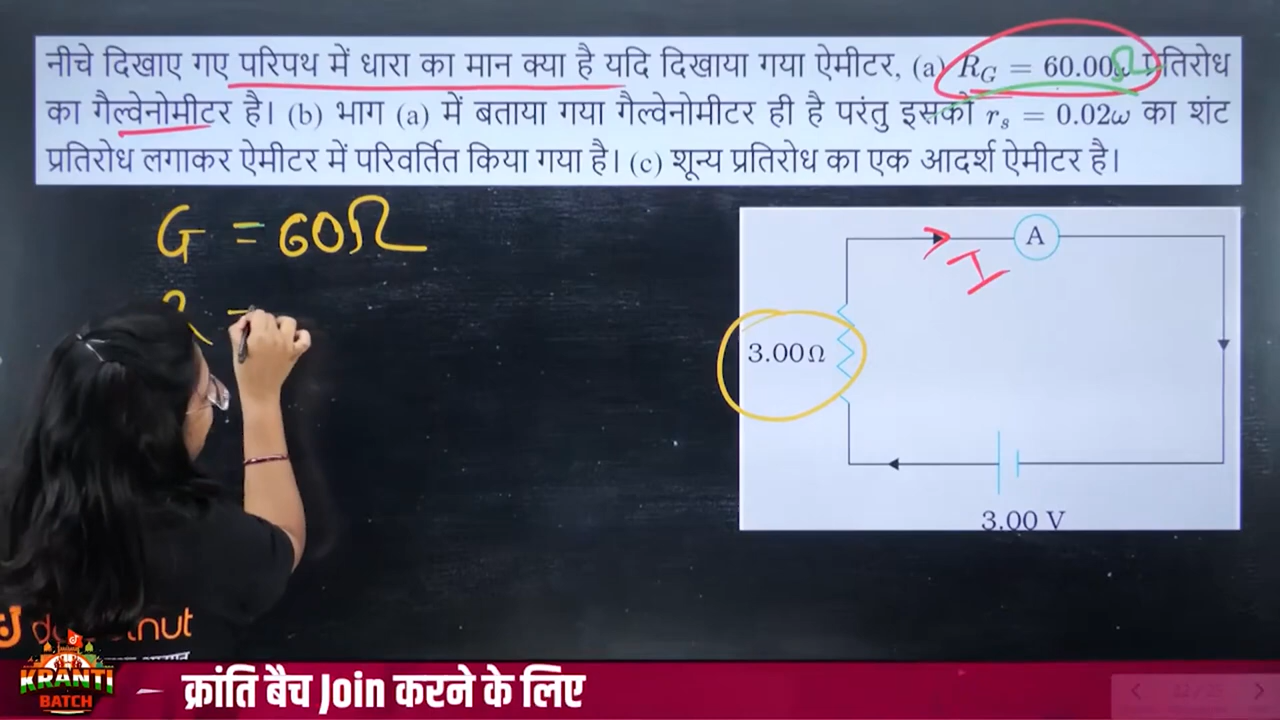 नीचे दिखाए गए परिपथ में धारा का मान क्या है यदि दिखाया गया ऐमीटर, (a) R_G = 60.00Ω प्रतिरोध
का गैल्वेनोमीटर है। (b) भाग (a) में बताया गया गैल्वेनोमीटर ही है परंतु इसको r_s = 0.02ω का शंट
प्रतिरोध लगाकर ऐमीटर में परिवर्तित किया गया है। (c) शून्य प्रतिरोध का एक आदर्श ऐमीटर है।
G = 60Ω
A
I
3.00Ω
3.00 V
KRANTI
BATCH
क्रांति बैच Join करने के लिए